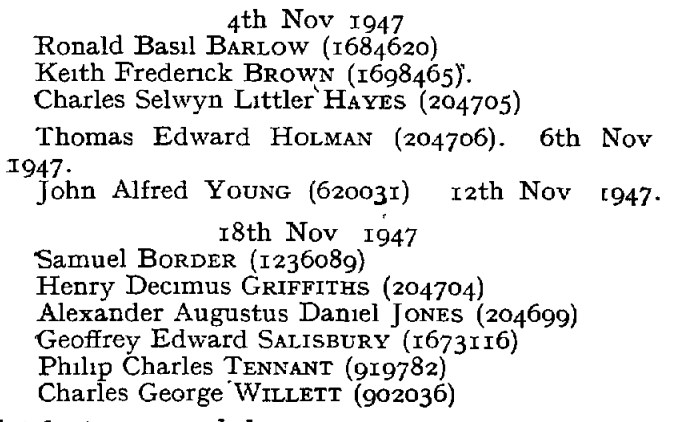 4th Nov 1947
Ronald Basil BARLOW (1684620)
Keith Frederick BROWN (1698465).
Charles Selwyn Littler HAYES (204705)
Thomas Edward HOLMAN (204706). 6th Nov
1947.
John Alfred YOUNG (620031) 12th Nov 1947.
18th Nov 1947
Samuel BORDER (1236089)
Henry Decimus GRIFFITHS (204704)
Alexander Augustus Daniel JONES (204699)
Geoffrey Edward SALISBURY (1673116)
Philip Charles TENNANT (919782)
Charles George WILLETT (902036)